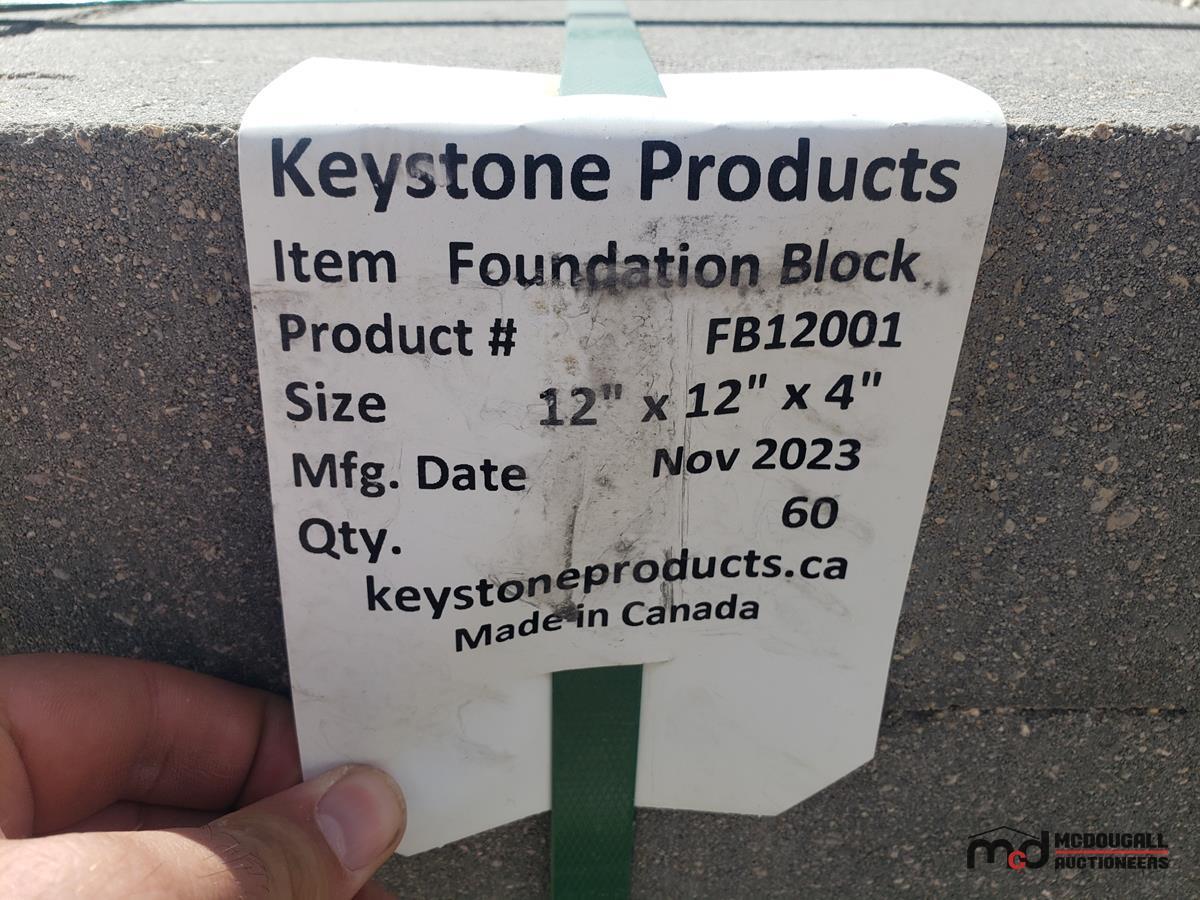 Keystone Products
Item Foundation Block
Product # FB12001
Size 12" x 12" x 4"
Mfg. Date Nov 2023
Qty. 60
keystoneproducts.ca
Made in Canada
mcd MCDOUGALL
AUCTIONEERS